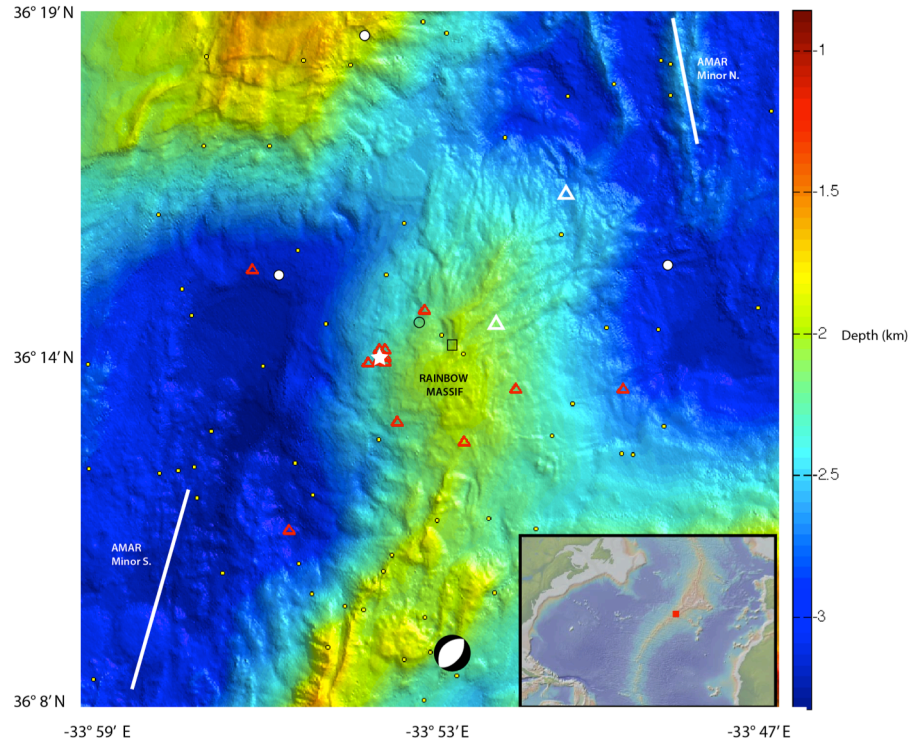 36° 19' N
AMAR
Minor N.
-1
-1.5
-2
Depth (km)
36° 14' N
RAINBOW
MASSIF
-2.5
AMAR
Minor S.
-3
36° 8' N
-33° 59' E
-33° 53' E
-33° 47' E